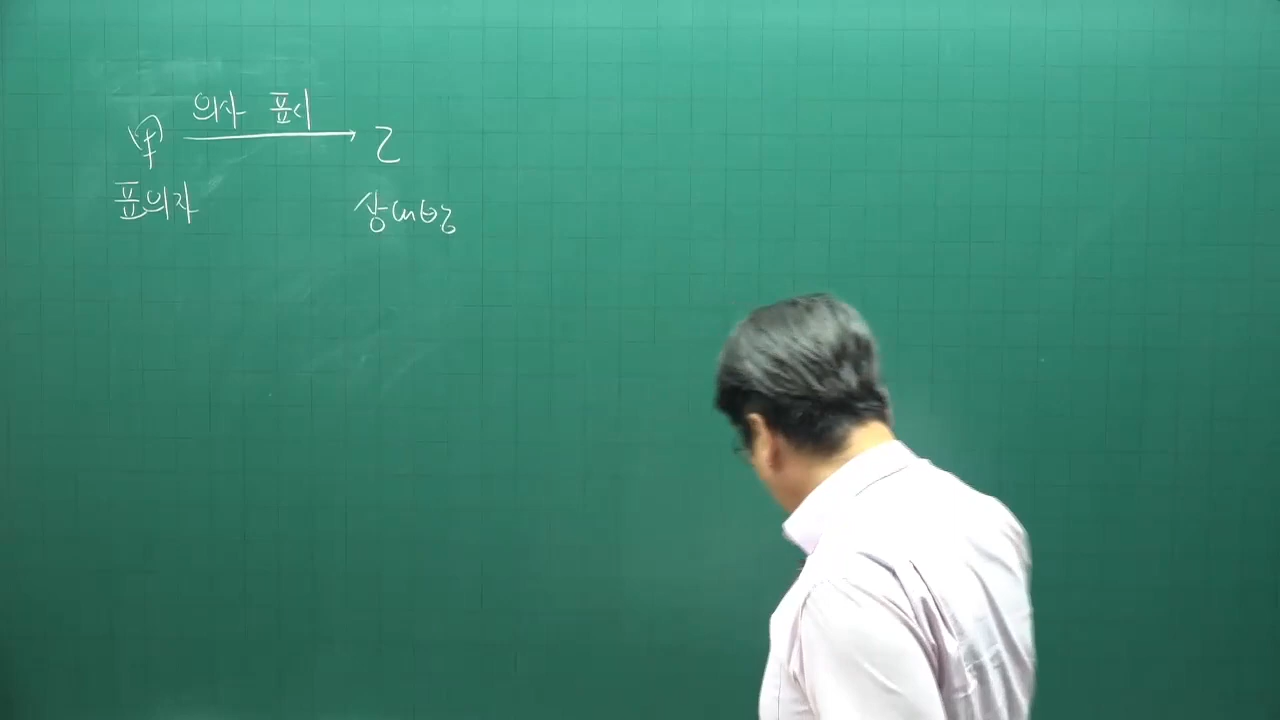 의사 표시
甲 → 乙
표의자 상대방